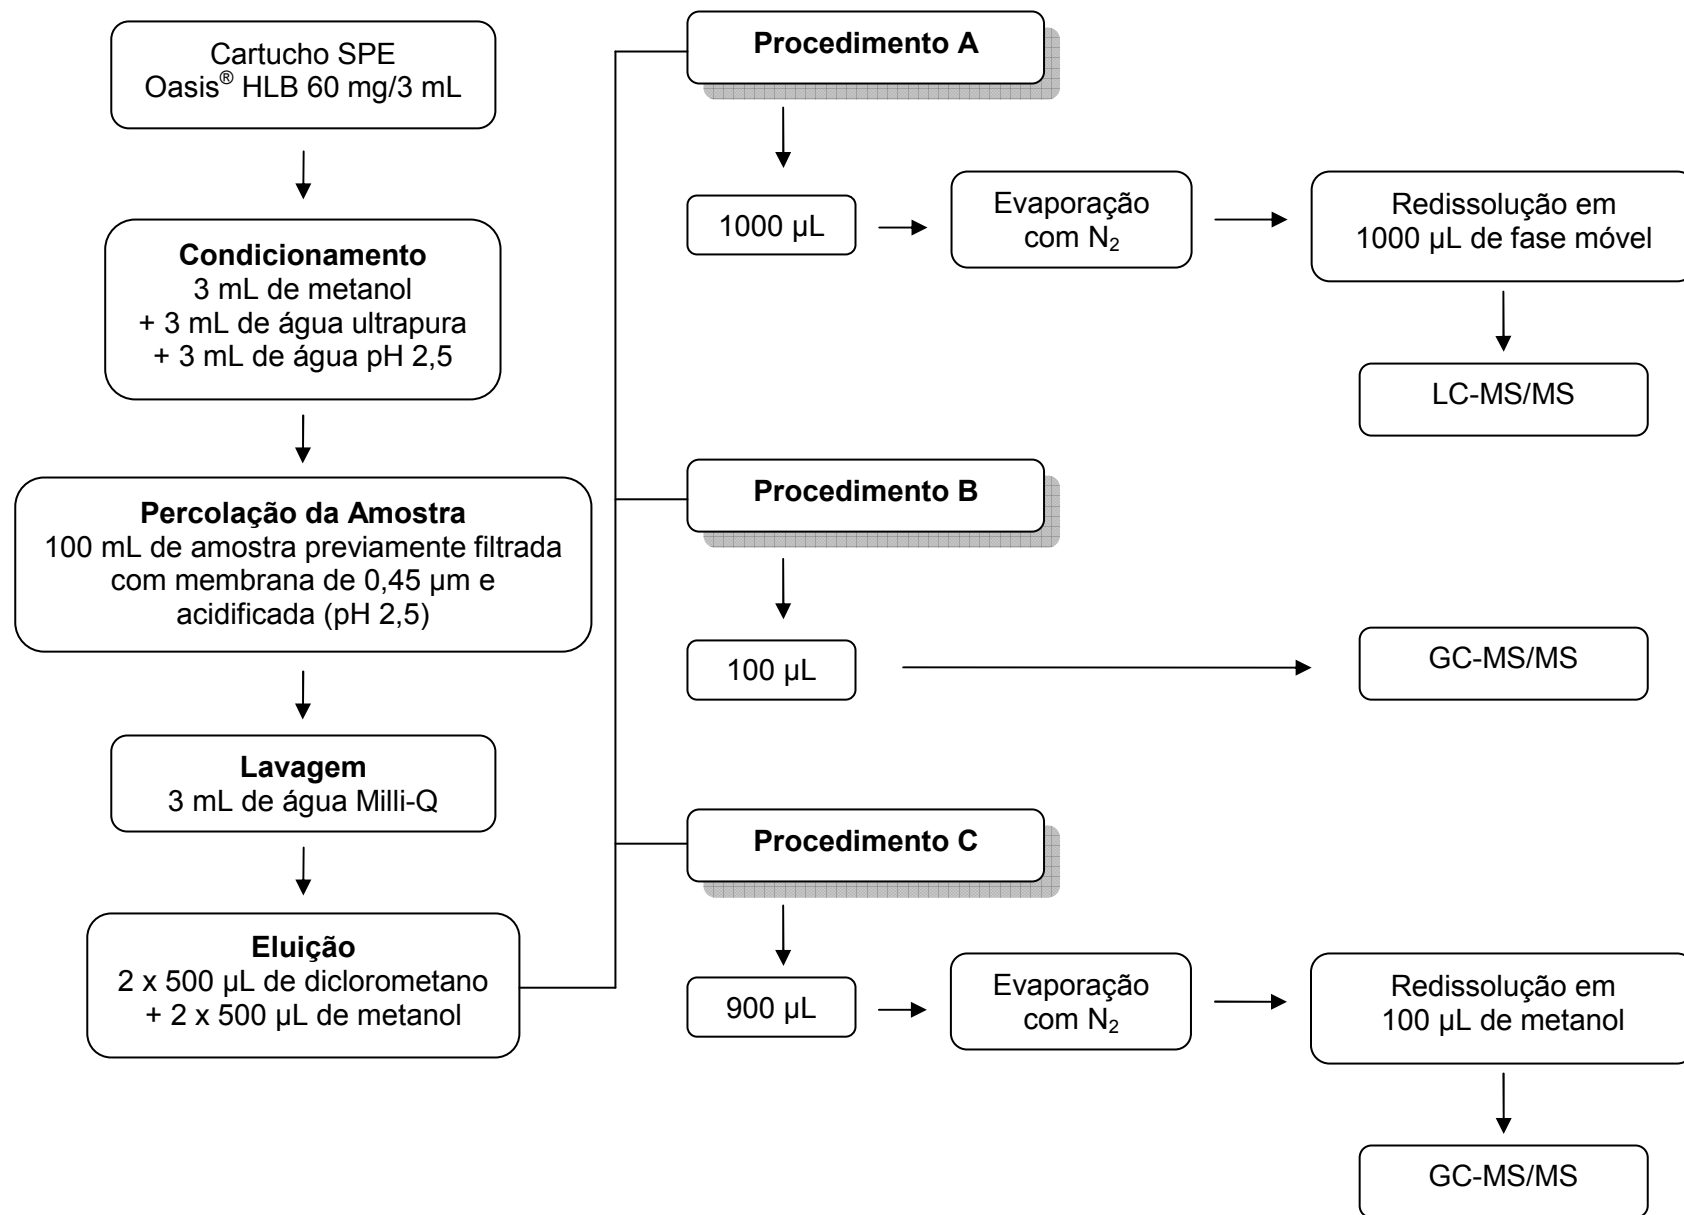 Cartucho SPE
Oasis® HLB 60 mg/3 mL
Condicionamento
3 mL de metanol
+ 3 mL de água ultrapura
+ 3 mL de água pH 2,5
Percolação da Amostra
100 mL de amostra previamente filtrada
com membrana de 0,45 µm e
acidificada (pH 2,5)
Lavagem
3 mL de água Milli-Q
Eluição
2 x 500 µL de diclorometano
+ 2 x 500 µL de metanol
Procedimento A
1000 µL
Evaporação
com N₂
Redissolução em
1000 µL de fase móvel
LC-MS/MS
Procedimento B
100 µL
GC-MS/MS
Procedimento C
900 µL
Evaporação
com N₂
Redissolução em
100 µL de metanol
GC-MS/MS